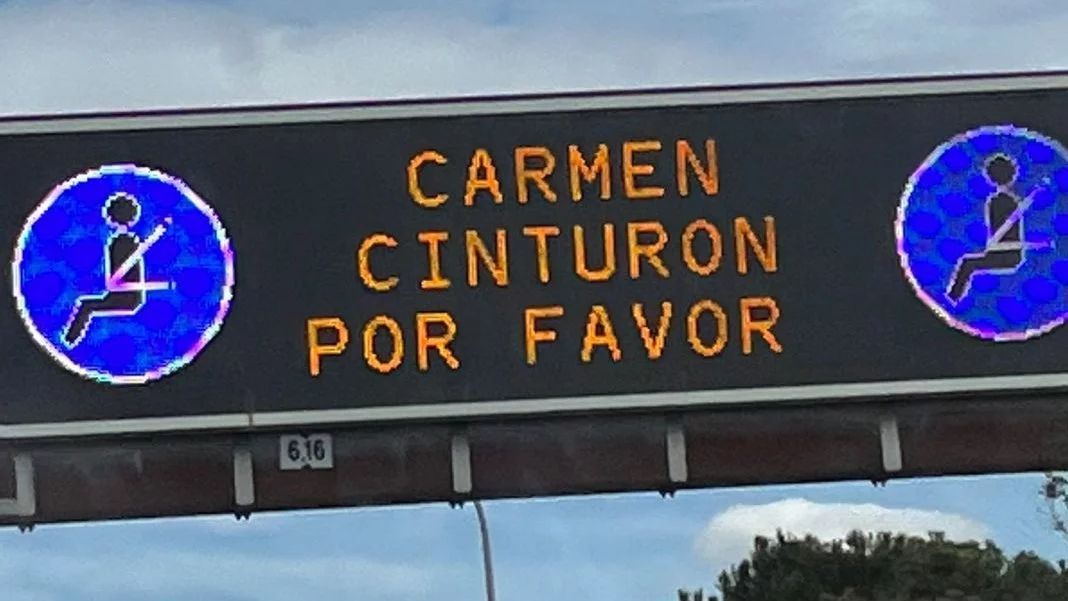 CARMEN
CINTURON
POR FAVOR
6.16